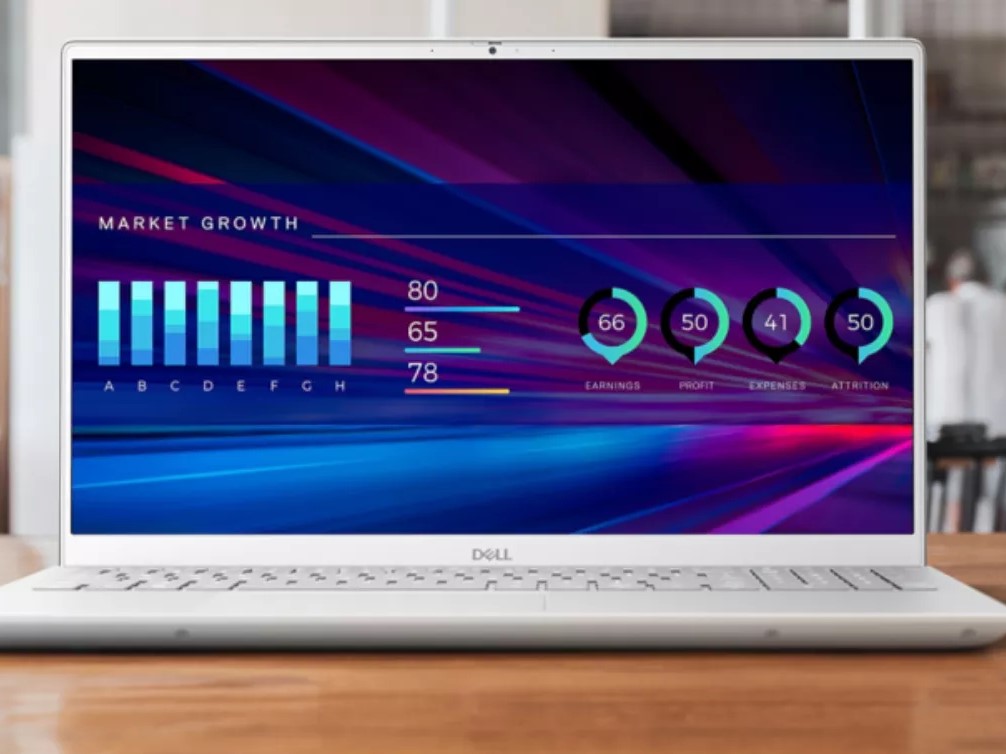 MARKET GROWTH
80
65
78
A B C D E F G H
66 50 41 50
EARNINGS PROFIT EXPENSES ATTRITION
DELL